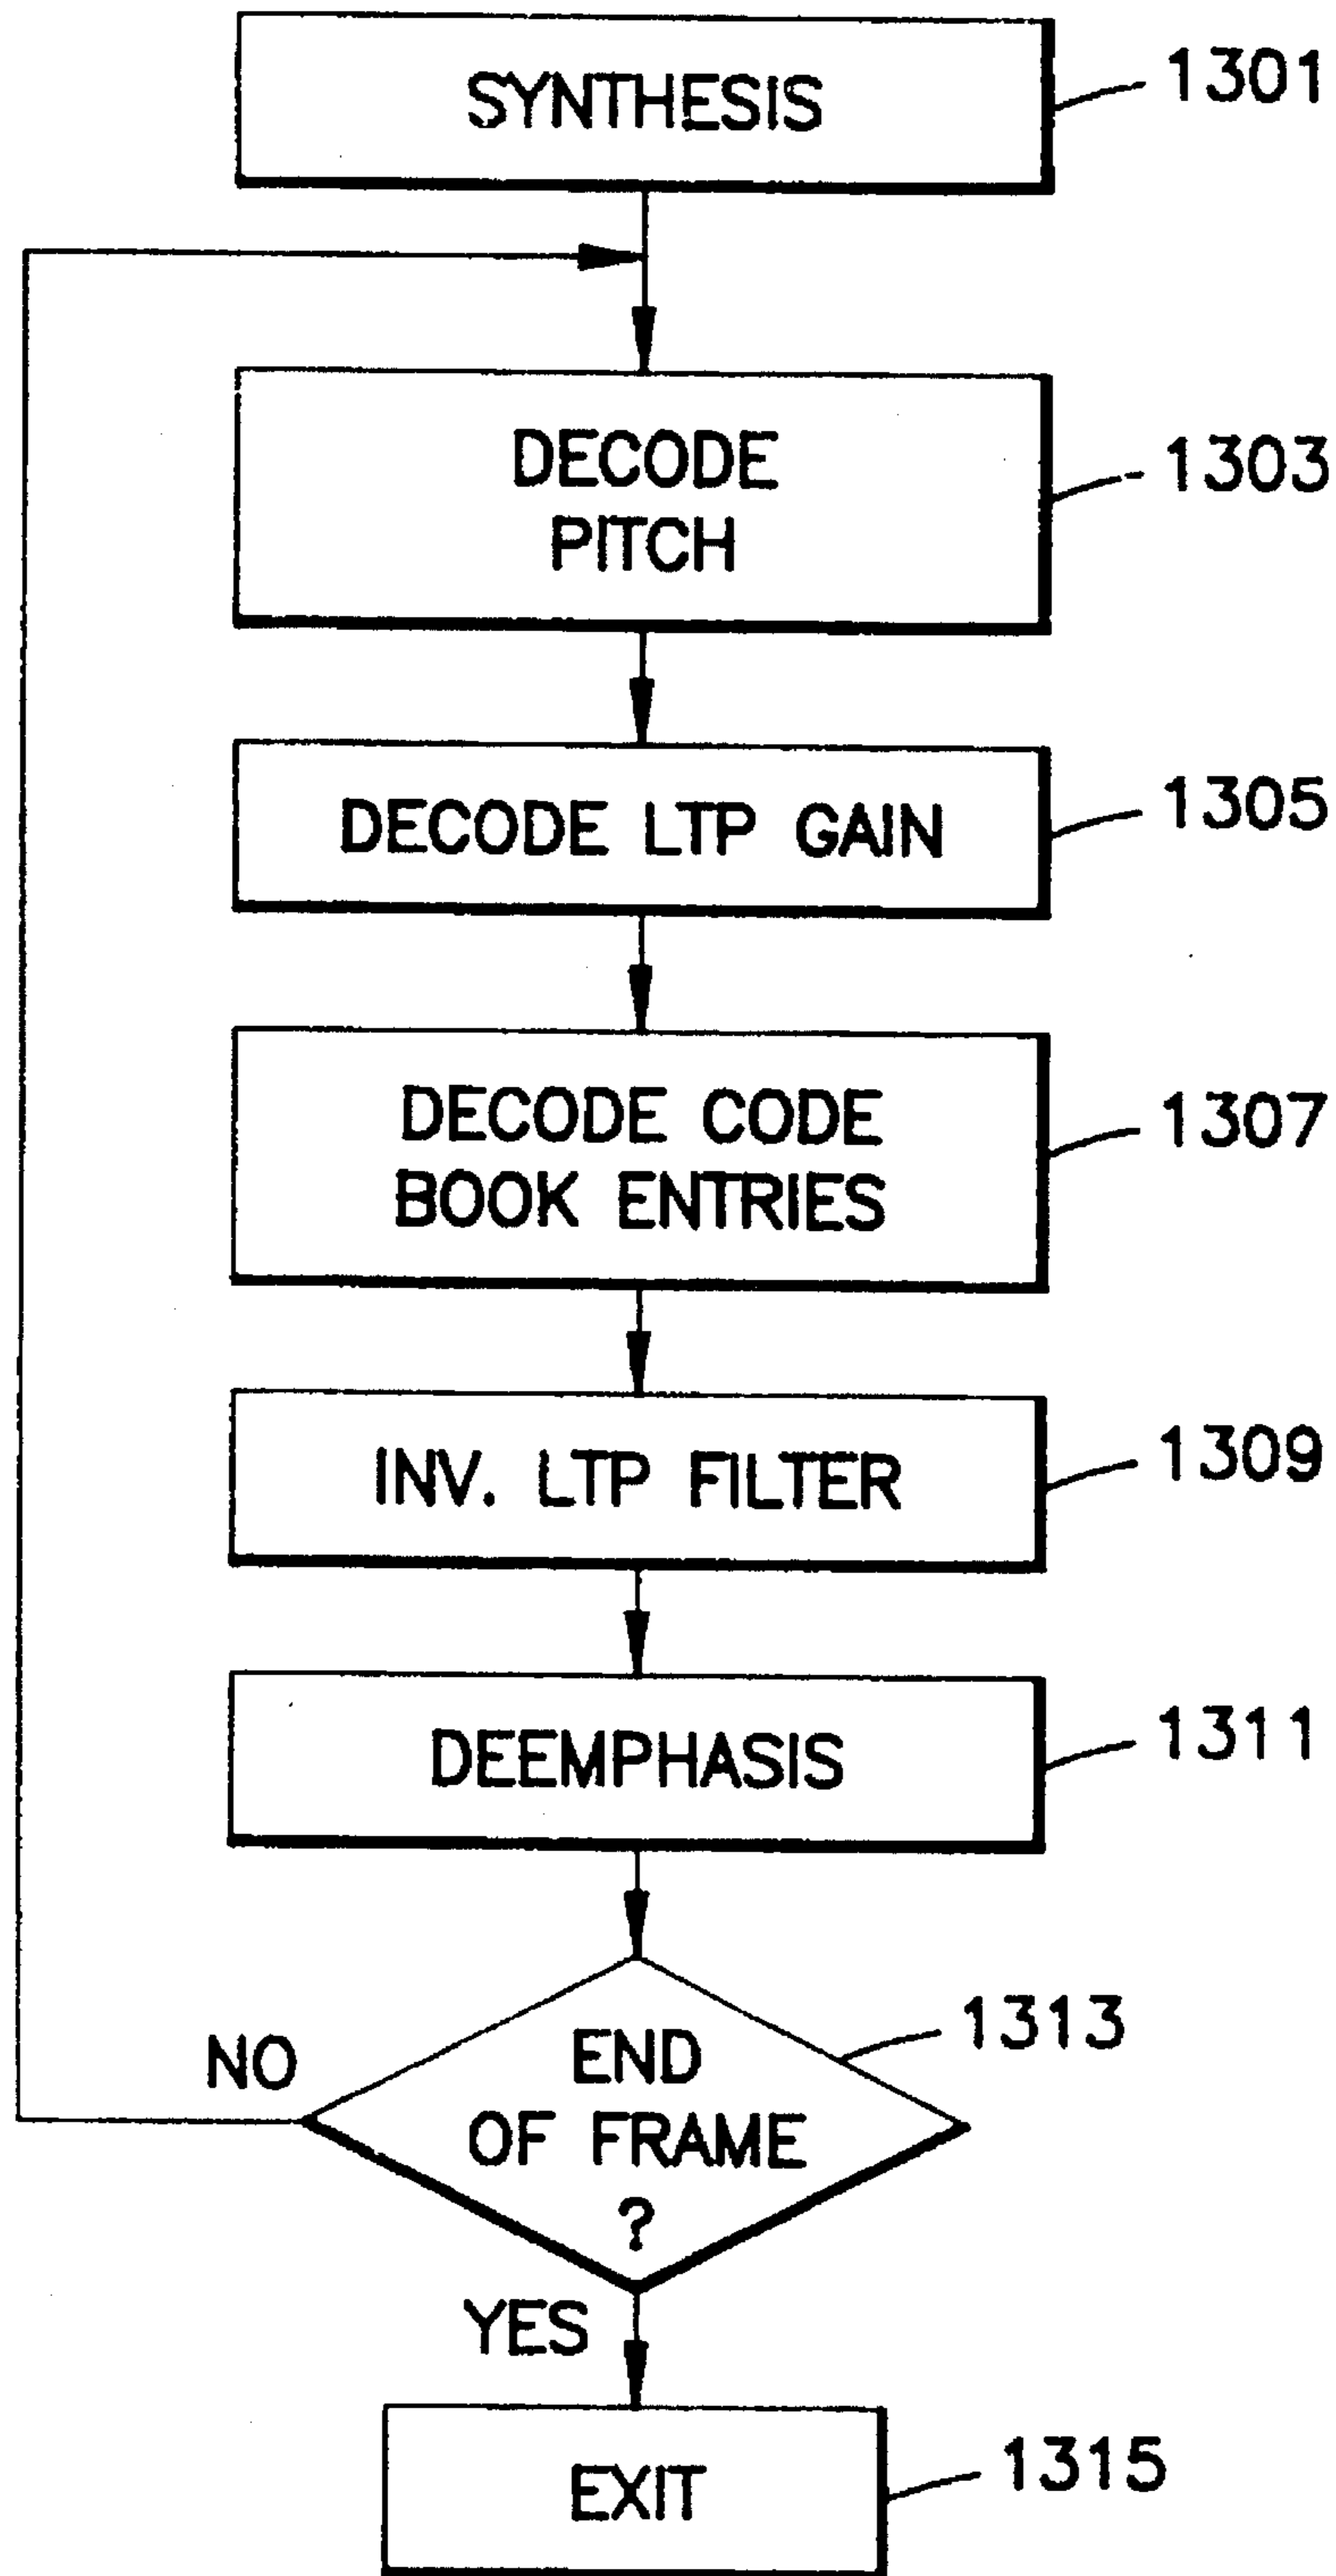 SYNTHESIS
1301
DECODE
PITCH
1303
DECODE LTP GAIN
1305
DECODE CODE
BOOK ENTRIES
1307
INV. LTP FILTER
1309
DEEMPHASIS
1311
END
OF FRAME
?
1313
NO
YES
EXIT
1315